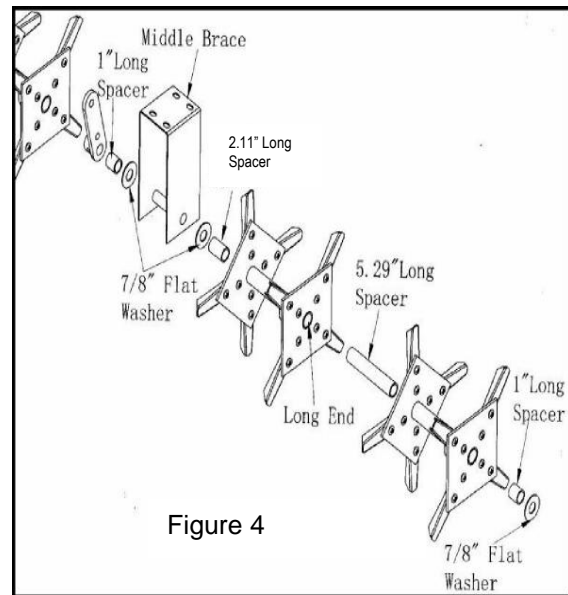 Middle Brace
1"Long
Spacer
2.11" Long
Spacer
7/8" Flat
Washer
5.29"Long
Spacer
Long End
1"Long
Spacer
Figure 4
7/8" Flat
Washer